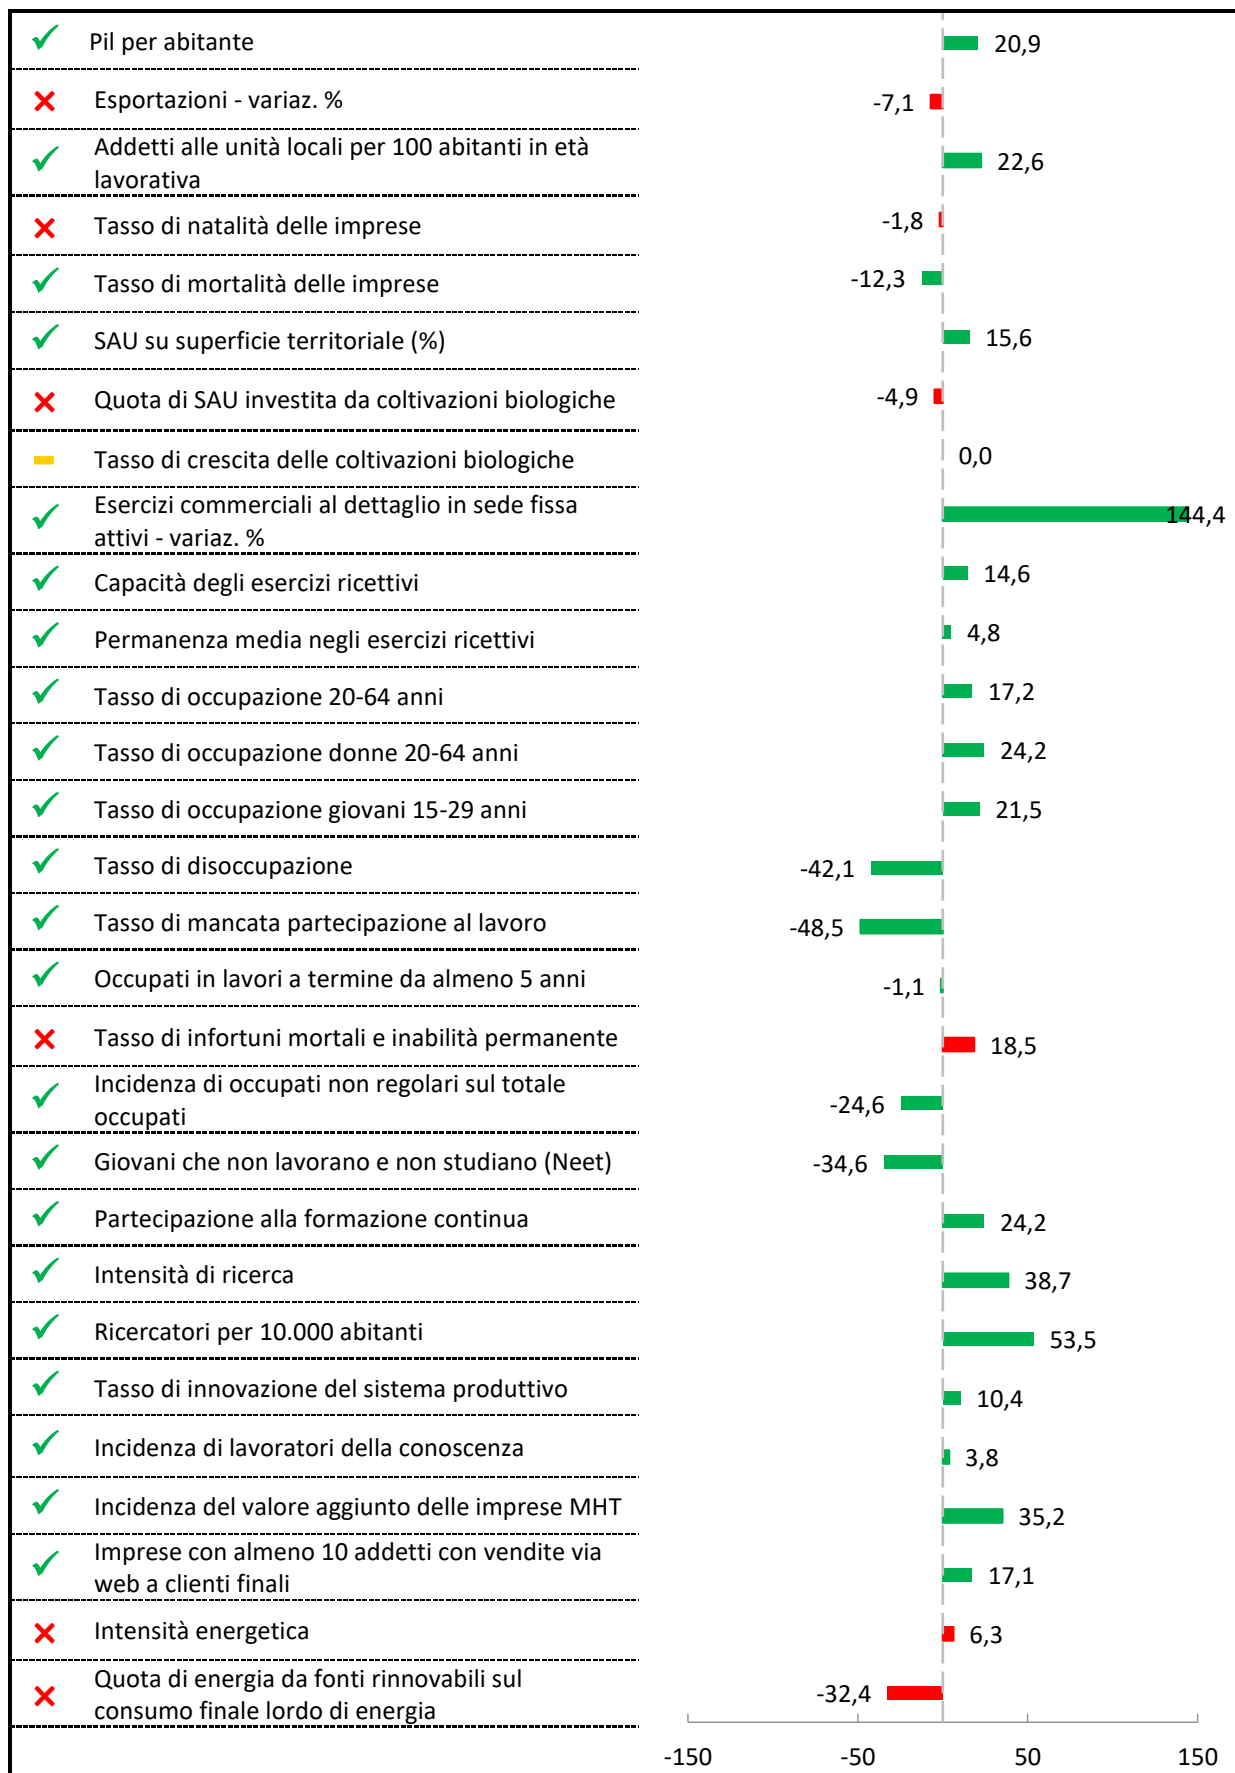 Pil per abitante 20,9
Esportazioni - variaz. % -7,1
Addetti alle unità locali per 100 abitanti in età
lavorativa 22,6
Tasso di natalità delle imprese -1,8
Tasso di mortalità delle imprese -12,3
SAU su superficie territoriale (%) 15,6
Quota di SAU investita da coltivazioni biologiche -4,9
Tasso di crescita delle coltivazioni biologiche 0,0
Esercizi commerciali al dettaglio in sede fissa
attivi - variaz. % 144,4
Capacità degli esercizi ricettivi 14,6
Permanenza media negli esercizi ricettivi 4,8
Tasso di occupazione 20-64 anni 17,2
Tasso di occupazione donne 20-64 anni 24,2
Tasso di occupazione giovani 15-29 anni 21,5
Tasso di disoccupazione -42,1
Tasso di mancata partecipazione al lavoro -48,5
Occupati in lavori a termine da almeno 5 anni -1,1
Tasso di infortuni mortali e inabilità permanente 18,5
Incidenza di occupati non regolari sul totale
occupati -24,6
Giovani che non lavorano e non studiano (Neet) -34,6
Partecipazione alla formazione continua 24,2
Intensità di ricerca 38,7
Ricercatori per 10.000 abitanti 53,5
Tasso di innovazione del sistema produttivo 10,4
Incidenza di lavoratori della conoscenza 3,8
Incidenza del valore aggiunto delle imprese MHT 35,2
Imprese con almeno 10 addetti con vendite via
web a clienti finali 17,1
Intensità energetica 6,3
Quota di energia da fonti rinnovabili sul
consumo finale lordo di energia -32,4
-150 -50 50 150